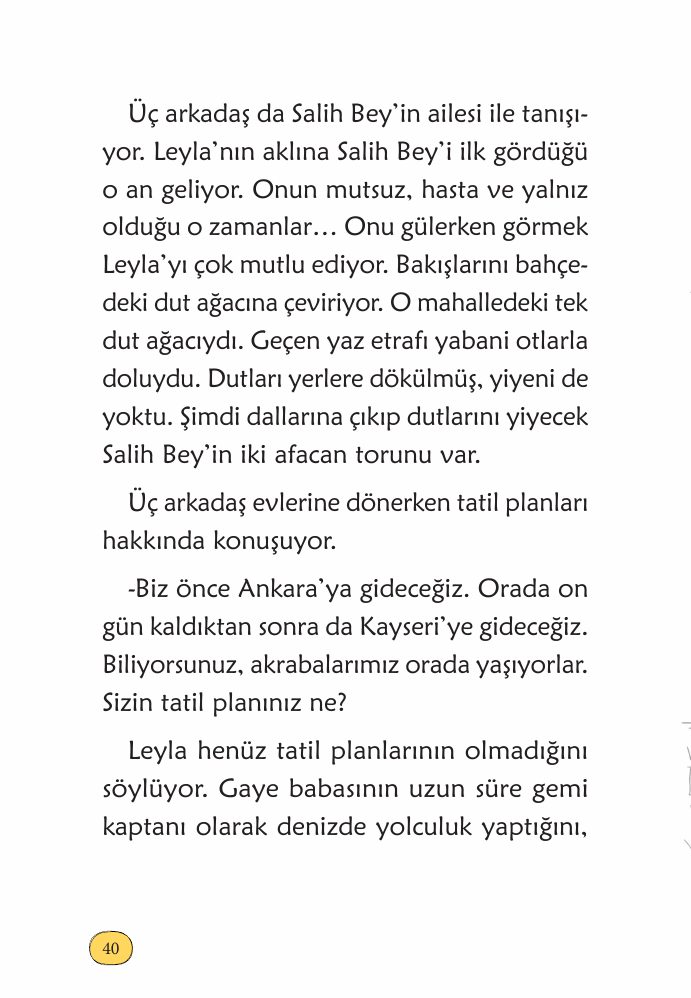 Üç arkadaş da Salih Bey’in ailesi ile tanışı-
yor. Leyla’nın aklına Salih Bey’i ilk gördüğü
o an geliyor. Onun mutsuz, hasta ve yalnız
olduğu o zamanlar… Onu gülerken görmek
Leyla’yı çok mutlu ediyor. Bakışlarını bahçe-
deki dut ağacına çeviriyor. O mahalledeki tek
dut ağacıydı. Geçen yaz etrafı yabani otlarla
doluydu. Dutları yerlere dökülmüş, yiyeni de
yoktu. Şimdi dallarına çıkıp dutlarını yiyecek
Salih Bey’in iki afacan torunu var.
Üç arkadaş evlerine dönerken tatil planları
hakkında konuşuyor.
-Biz önce Ankara’ya gideceğiz. Orada on
gün kaldıktan sonra da Kayseri’ye gideceğiz.
Biliyorsunuz, akrabalarımız orada yaşıyorlar.
Sizin tatil planınız ne?
Leyla henüz tatil planlarının olmadığını
söylüyor. Gaye babasının uzun süre gemi
kaptanı olarak denizde yolculuk yaptığını,
40